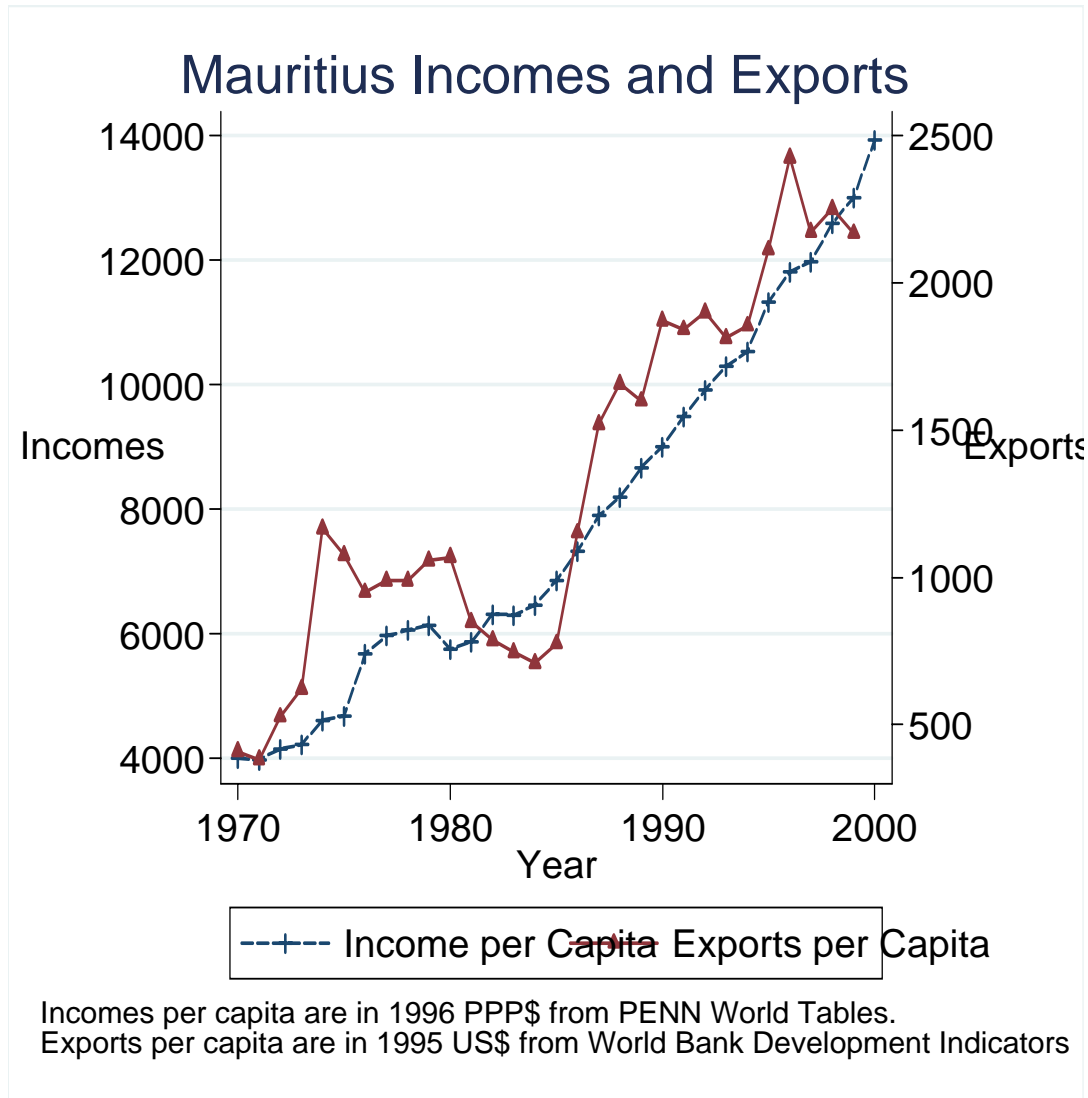 Mauritius Incomes and Exports
14000
12000
10000
8000
6000
4000
Incomes
2500
2000
1500
1000
500
Exports
1970 1980 1990 2000
Year
Income per Capita Exports per Capita
Incomes per capita are in 1996 PPP$ from PENN World Tables.
Exports per capita are in 1995 US$ from World Bank Development Indicators